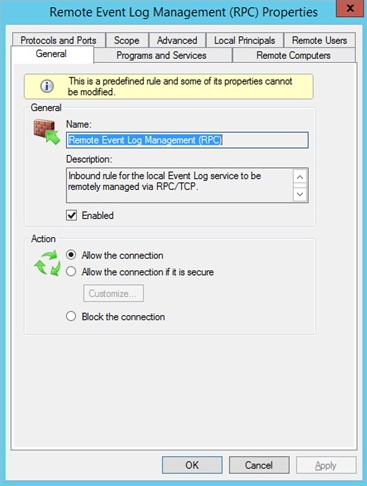 Remote Event Log Management (RPC) Properties
x
Protocols and Ports Scope Advanced Local Principals Remote Users
General Programs and Services Remote Computers
This is a predefined rule and some of its properties cannot
be modified.
General
Name:
Remote Event Log Management (RPC)
Description:
Inbound rule for the local Event Log service to be
remotely managed via RPC/TCP.
Enabled
Action
Allow the connection
Allow the connection if it is secure
Customize...
Block the connection
OK Cancel Apply